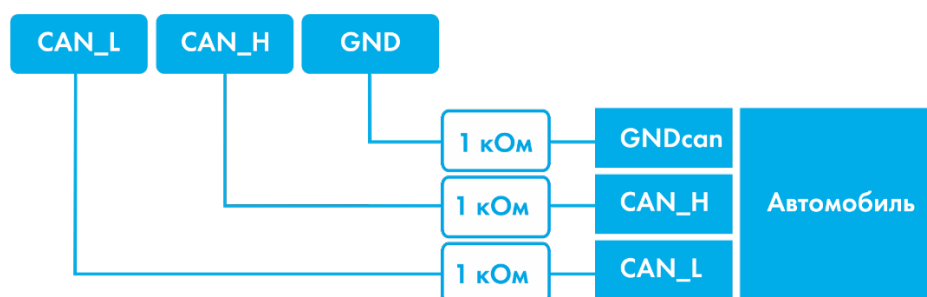 CAN_L CAN_H GND
1 кОм GNDcan
1 кОм CAN_H Автомобиль
1 кОм CAN_L